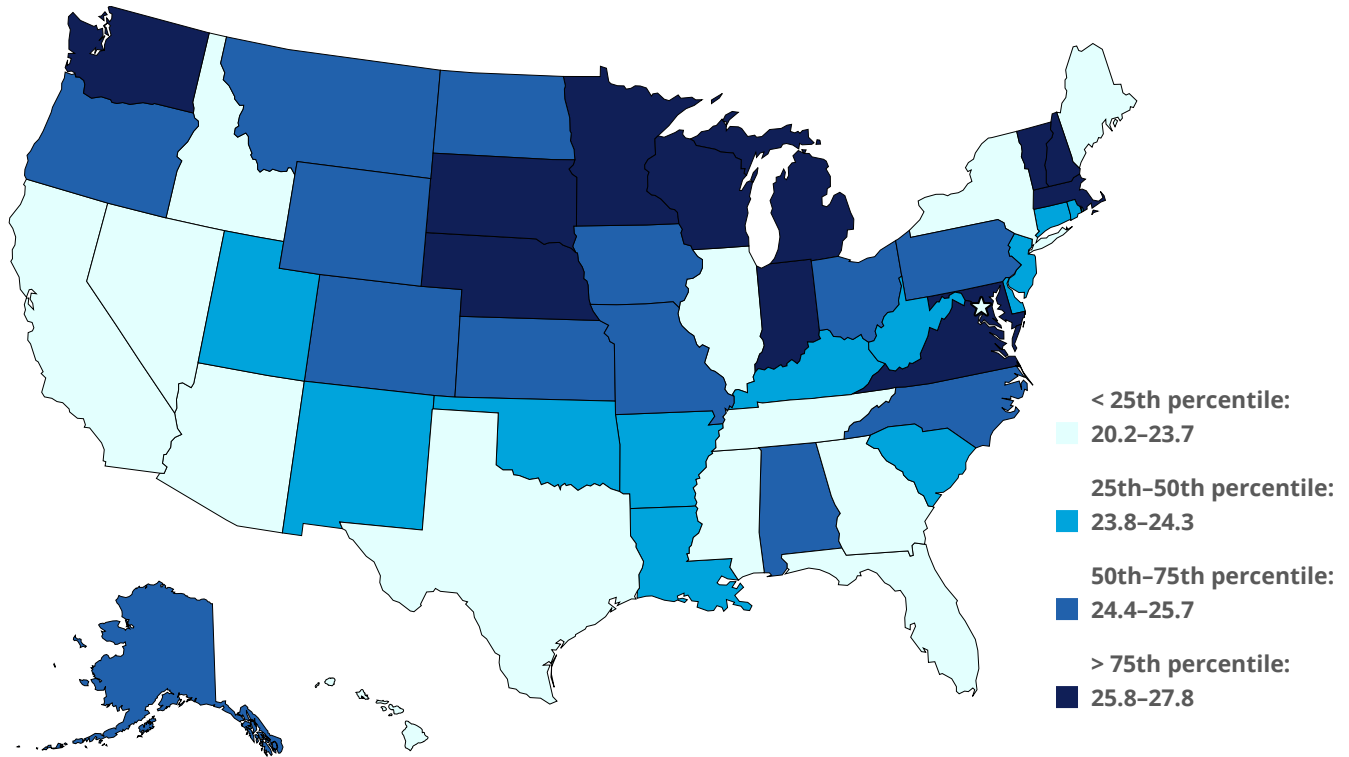 < 25th percentile:
20.2–23.7
25th–50th percentile:
23.8–24.3
50th–75th percentile:
24.4–25.7
> 75th percentile:
25.8–27.8